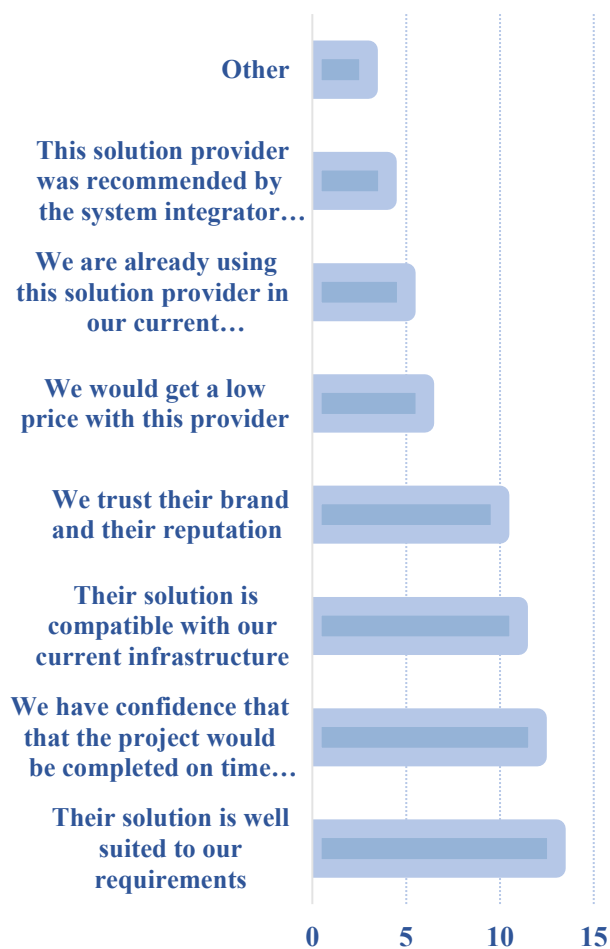 Other
This solution provider
was recommended by
the system integrator…
We are already using
this solution provider in
our current…
We would get a low
price with this provider
We trust their brand
and their reputation
Their solution is
compatible with our
current infrastructure
We have confidence that
that the project would
be completed on time…
Their solution is well
suited to our
requirements
0 5 10 15